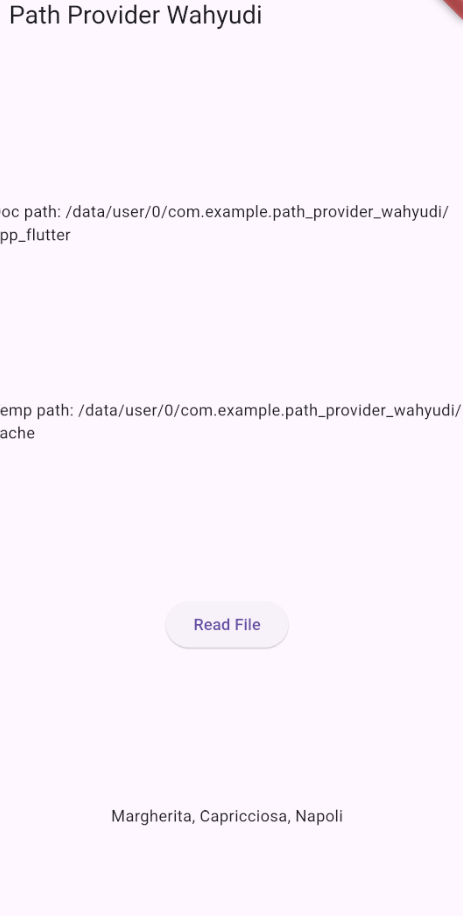 Path Provider Wahyudi
oc path: /data/user/0/com.example.path_provider_wahyudi/
pp_flutter
emp path: /data/user/0/com.example.path_provider_wahyudi/
ache
Read File
Margherita, Capricciosa, Napoli